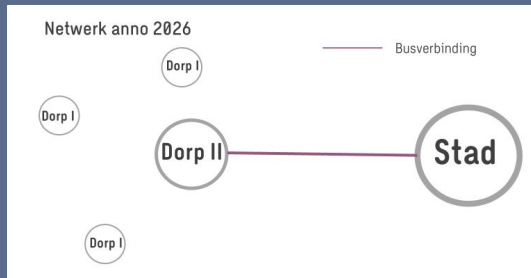 Netwerk anno 2026
Busverbinding
Dorp I
Dorp I
Dorp II
Stad
Dorp I